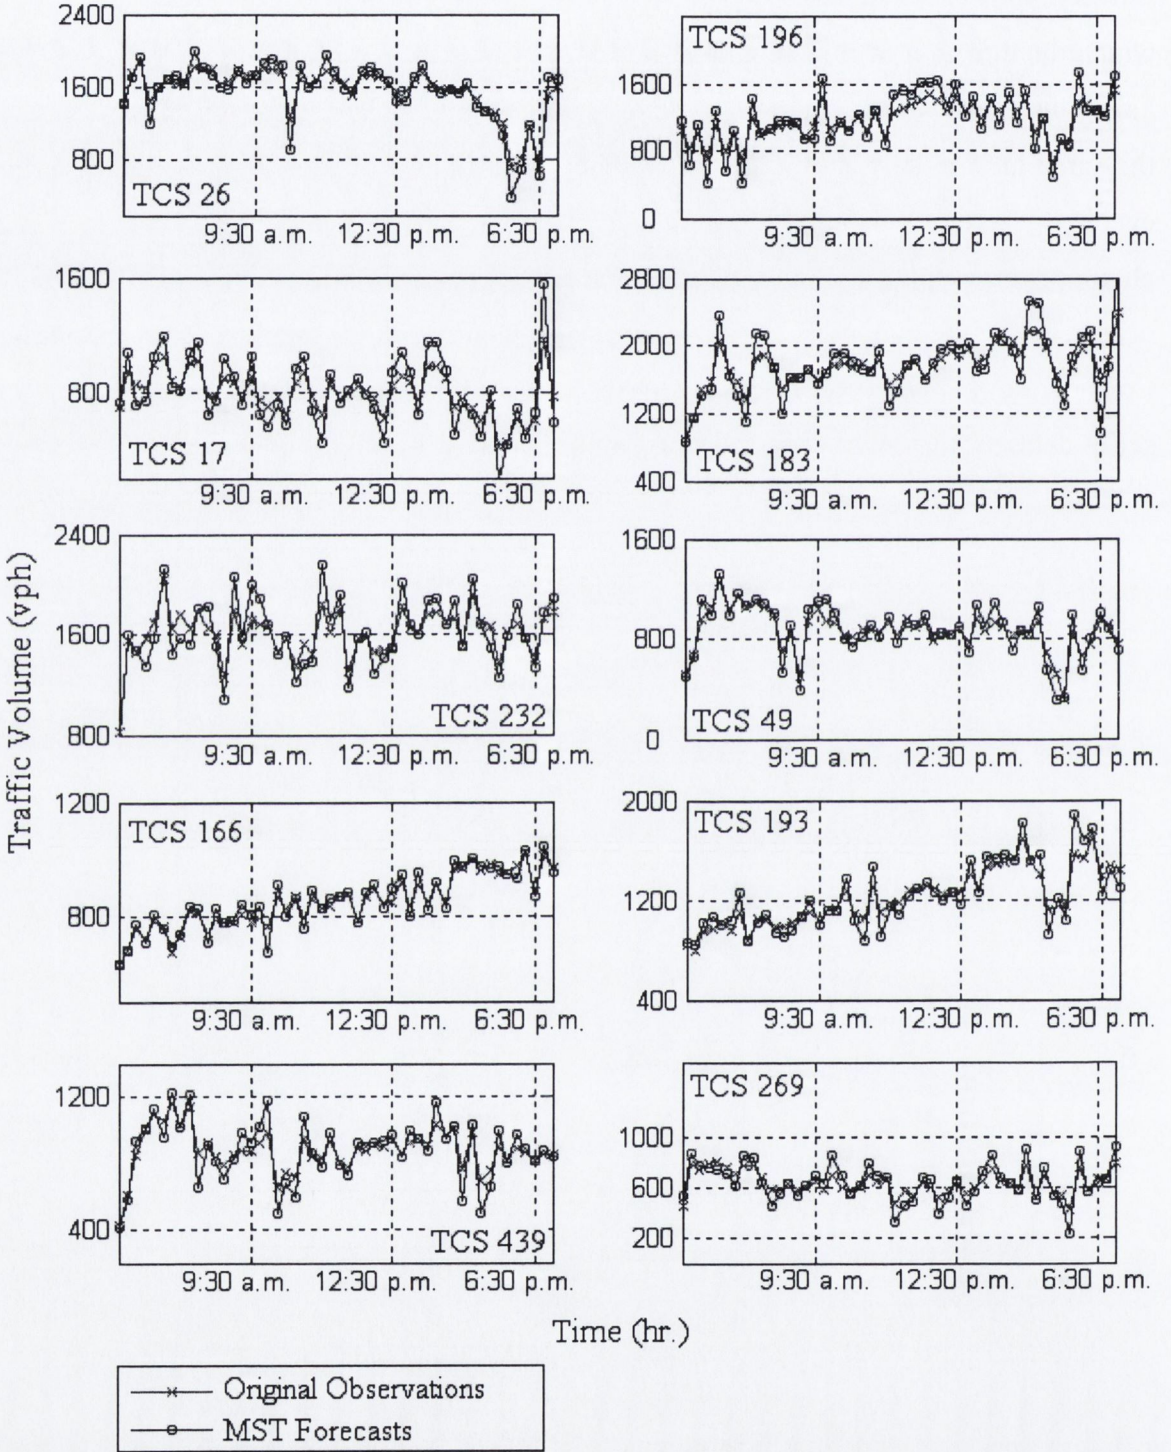 Traffic Volume (vph)
2400
1600
800
TCS 26
9:30 a.m. 12:30 p.m. 6:30 p.m.
TCS 196
1600
800
0
9:30 a.m. 12:30 p.m. 6:30 p.m.
1600
800
TCS 17
9:30 a.m. 12:30 p.m. 6:30 p.m.
2800
2000
1200
400
TCS 183
9:30 a.m. 12:30 p.m. 6:30 p.m.
2400
1600
800
TCS 232
9:30 a.m. 12:30 p.m. 6:30 p.m.
1600
800
0
TCS 49
9:30 a.m. 12:30 p.m. 6:30 p.m.
1200
800
TCS 166
9:30 a.m. 12:30 p.m. 6:30 p.m.
2000
1200
400
TCS 193
9:30 a.m. 12:30 p.m. 6:30 p.m.
1200
400
TCS 439
9:30 a.m. 12:30 p.m. 6:30 p.m.
TCS 269
1000
600
200
9:30 a.m. 12:30 p.m. 6:30 p.m.
Time (hr.)
Original Observations
MST Forecasts